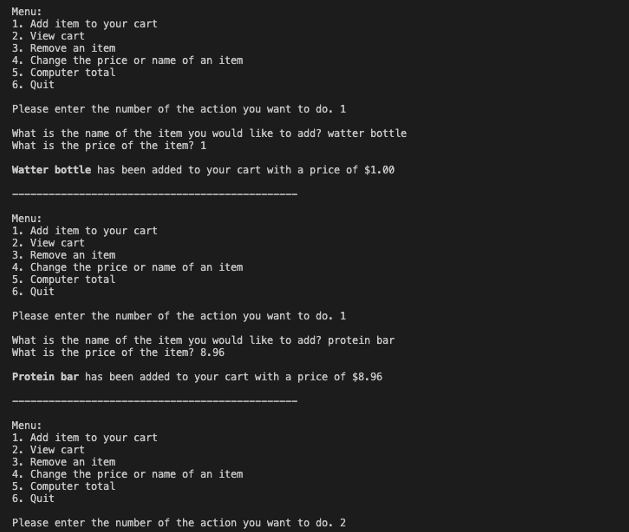 Menu:
1. Add item to your cart
2. View cart
3. Remove an item
4. Change the price or name of an item
5. Computer total
6. Quit
Please enter the number of the action you want to do. 1
What is the name of the item you would like to add? watter bottle
What is the price of the item? 1
Watter bottle has been added to your cart with a price of $1.00
-----------------------------------------------
Menu:
1. Add item to your cart
2. View cart
3. Remove an item
4. Change the price or name of an item
5. Computer total
6. Quit
Please enter the number of the action you want to do. 1
What is the name of the item you would like to add? protein bar
What is the price of the item? 8.96
Protein bar has been added to your cart with a price of $8.96
-----------------------------------------------
Menu:
1. Add item to your cart
2. View cart
3. Remove an item
4. Change the price or name of an item
5. Computer total
6. Quit
Please enter the number of the action you want to do. 2